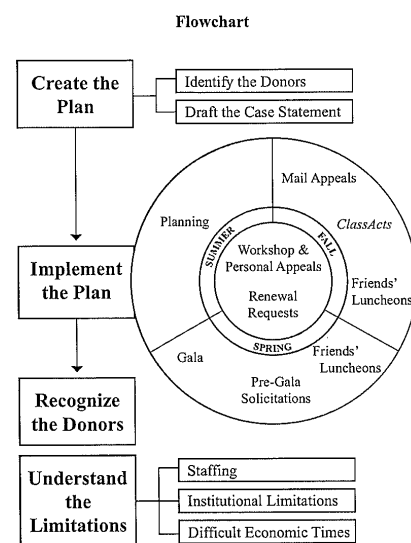 Flowchart
Create the
Plan
Identify the Donors
Draft the Case Statement
Mail Appeals
Planning
ClassActs
SUMMER
FALL
Workshop &
Personal Appeals
Implement
the Plan
Friends'
Luncheons
Renewal
Requests
SPRING
Gala
Friends'
Luncheons
Pre-Gala
Solicitations
Recognize
the Donors
Understand
the
Limitations
Staffing
Institutional Limitations
Difficult Economic Times